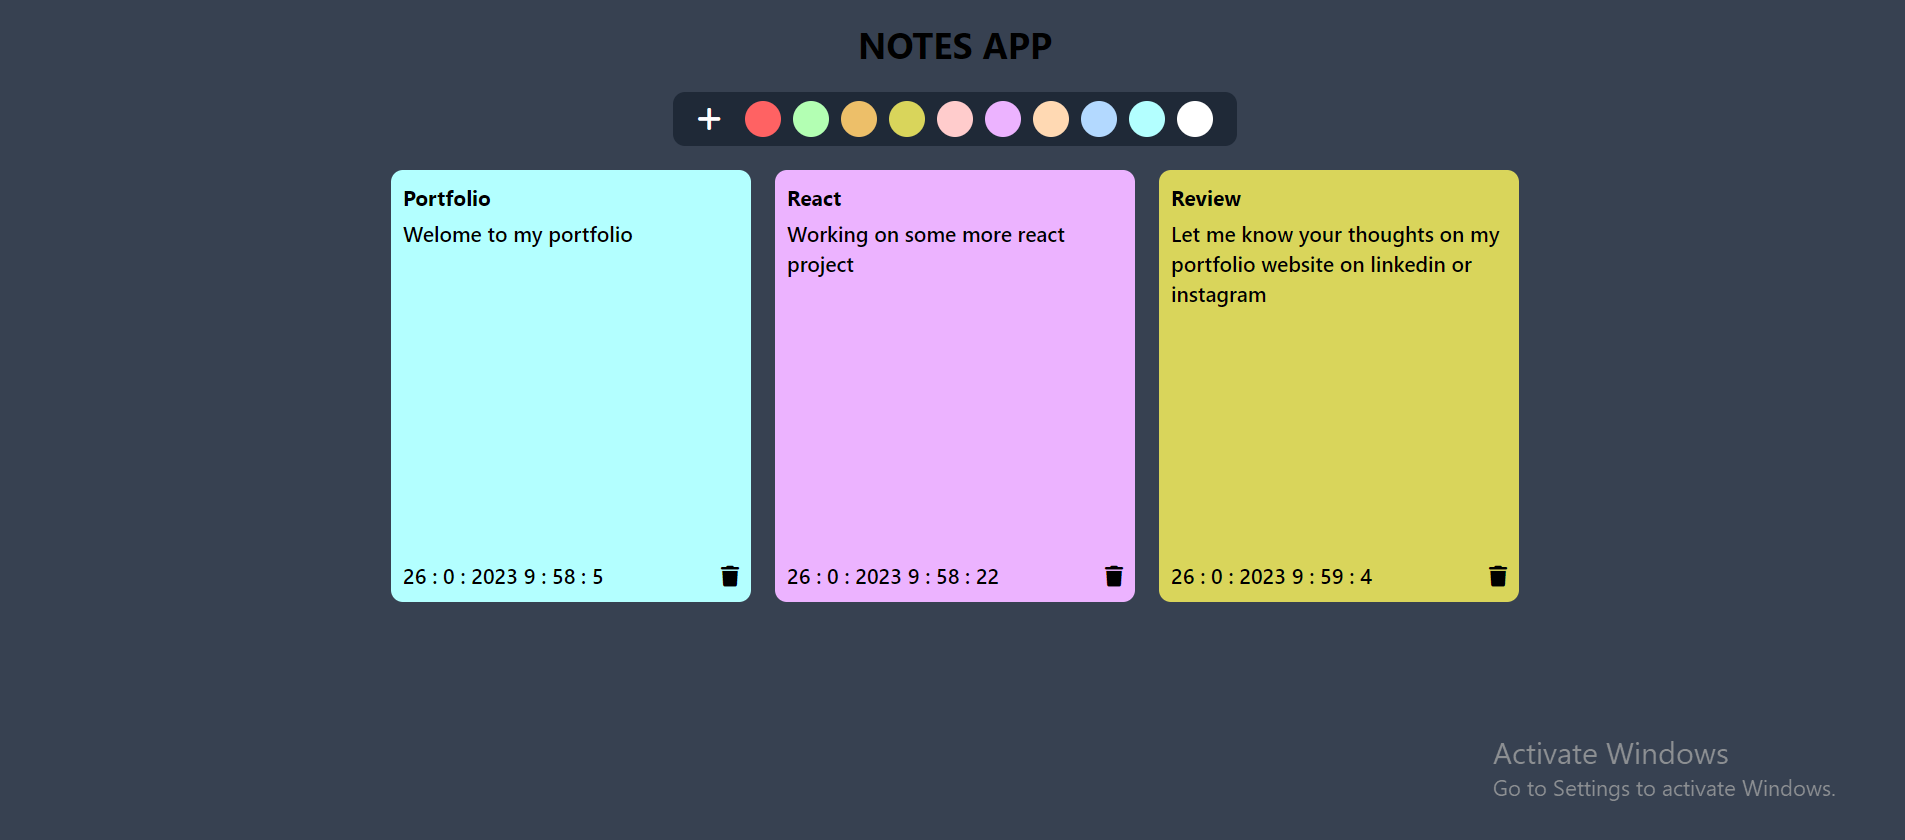 NOTES APP
Portfolio
Welome to my portfolio
26 : 0 : 2023 9 : 58 : 5
React
Working on some more react
project
26 : 0 : 2023 9 : 58 : 22
Review
Let me know your thoughts on my
portfolio website on linkedin or
instagram
26 : 0 : 2023 9 : 59 : 4
Activate Windows
Go to Settings to activate Windows.